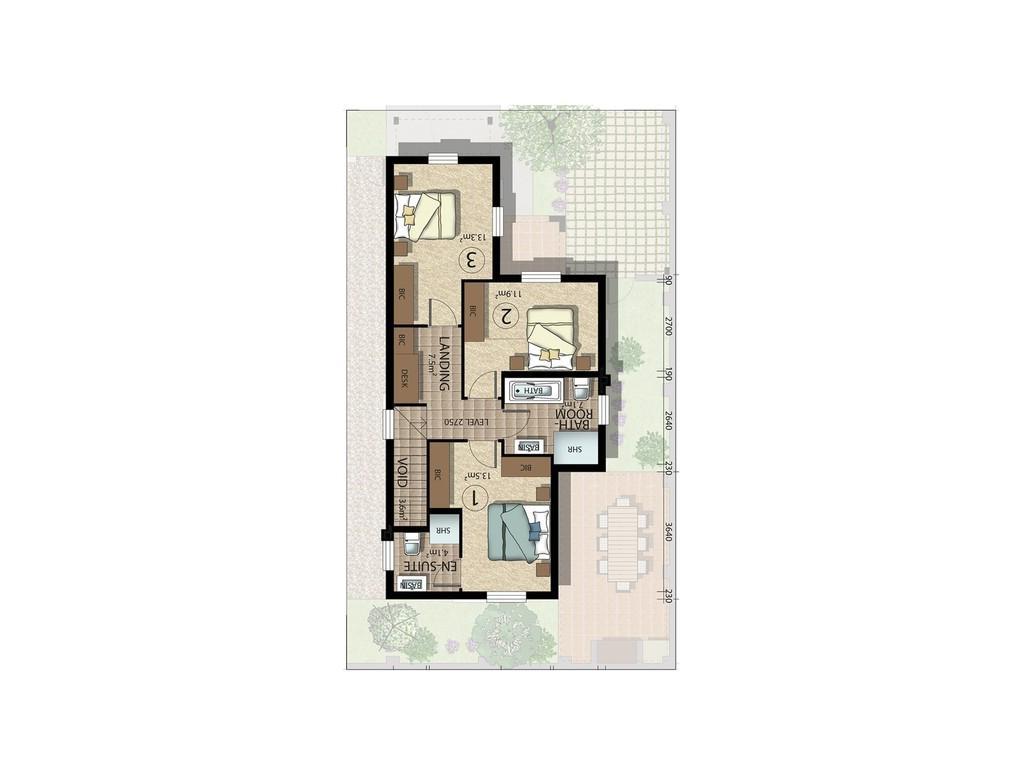 13.3m²
3
BIC
11.9m²
2
BIC
BIC
DESK
LANDING
7.5m²
BATH
BATH-
ROOM
7.1m²
LEVEL 2750
BASIN
SHR
VOID
3.6m²
BIC
BIC
13.5m²
1
SHR
EN-SUITE
4.1m²
BASIN
90
2700
190
2640
230
3640
230